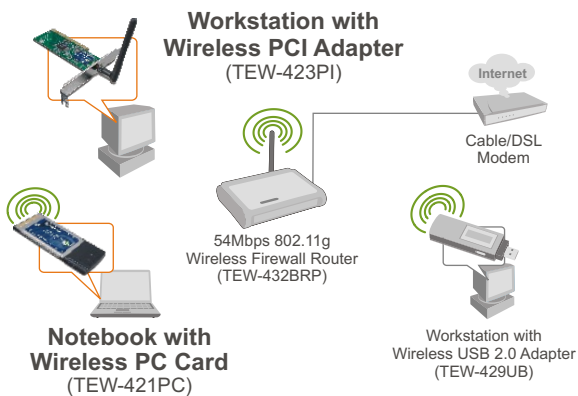 Workstation with
Wireless PCI Adapter
(TEW-423PI)
Internet
Cable/DSL
Modem
54Mbps 802.11g
Wireless Firewall Router
(TEW-432BRP)
Notebook with
Wireless PC Card
(TEW-421PC)
Workstation with
Wireless USB 2.0 Adapter
(TEW-429UB)